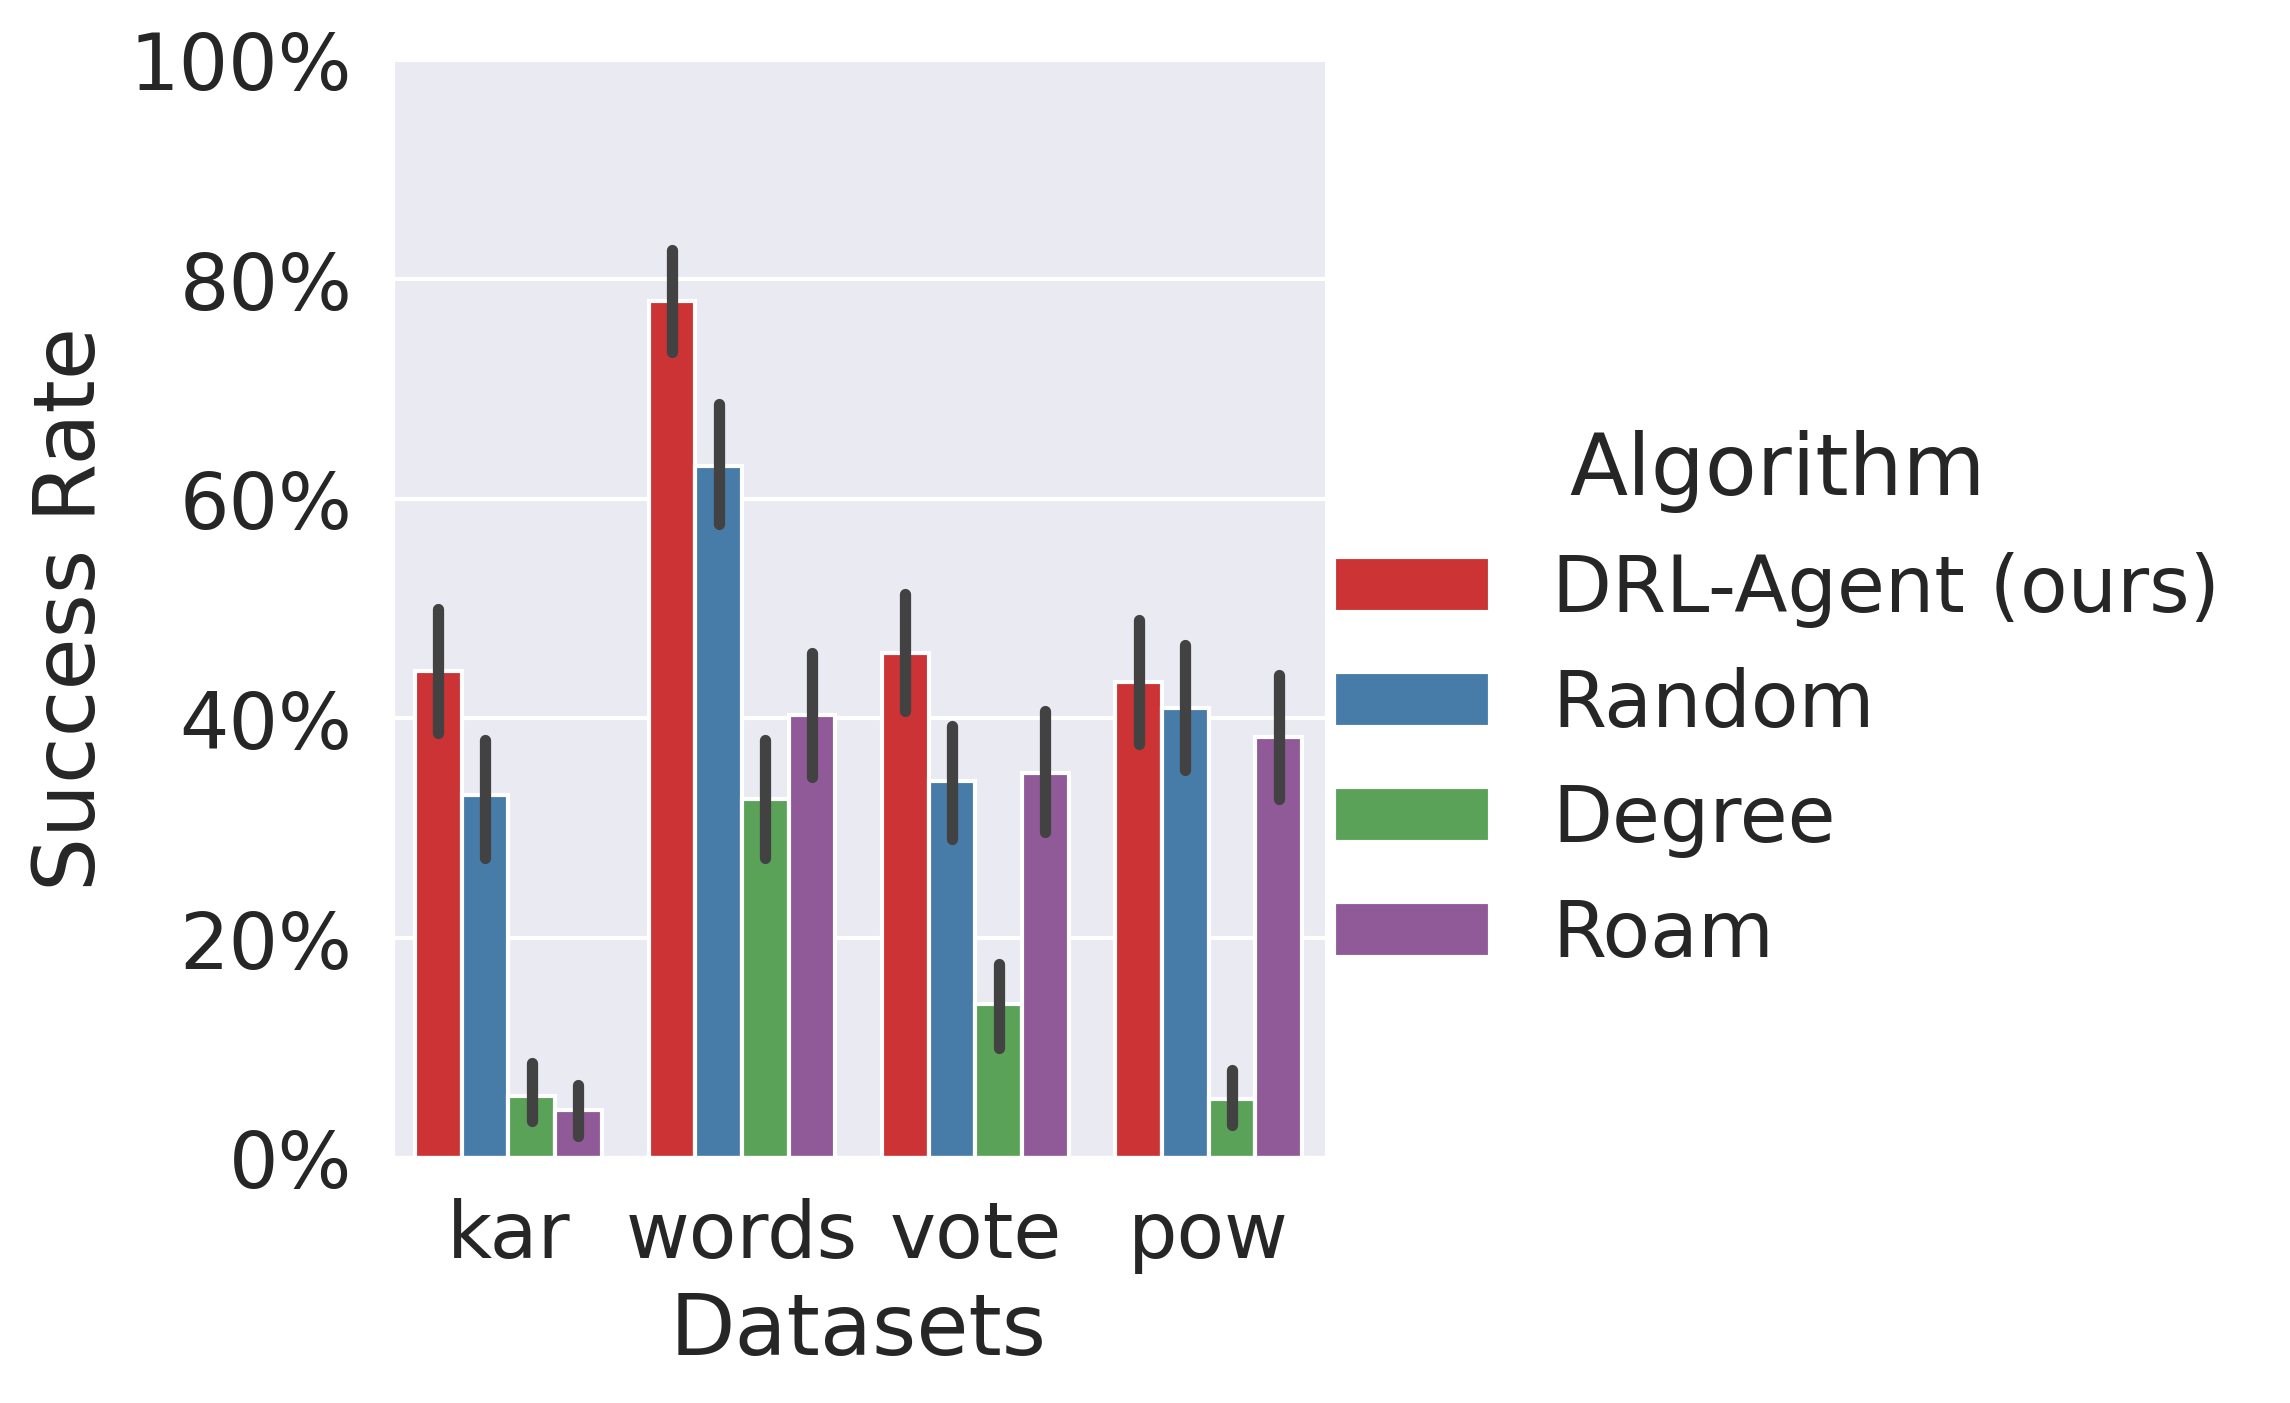 100%
80%
60%
40%
20%
0%
Success Rate
kar words vote pow
Datasets
Algorithm
DRL-Agent (ours)
Random
Degree
Roam